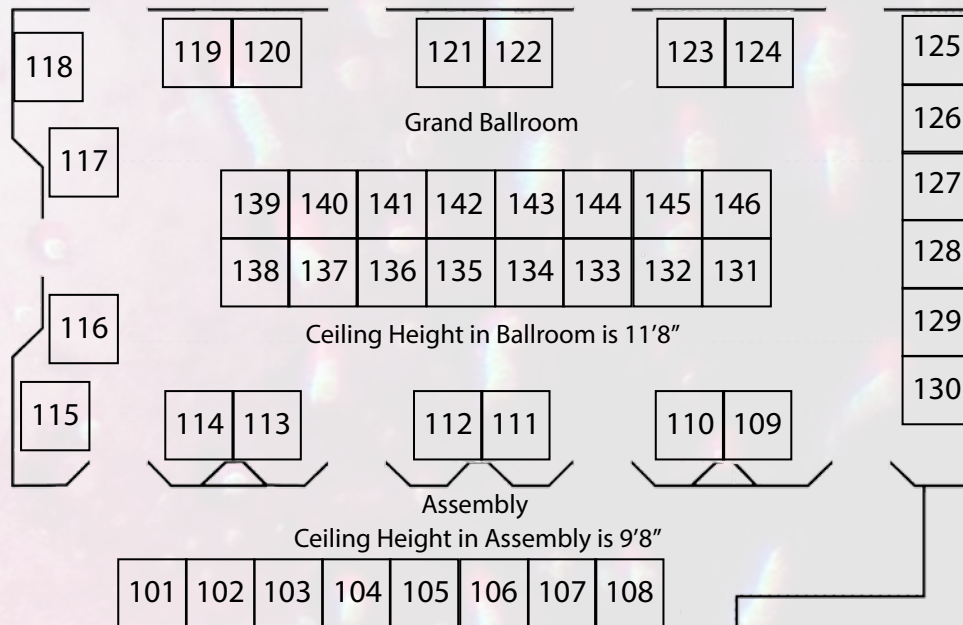 118 119 120 121 122 123 124 125
126
Grand Ballroom
117
127
139 140 141 142 143 144 145 146
128
138 137 136 135 134 133 132 131
116
Ceiling Height in Ballroom is 11’8”
129
130
115 114 113 112 111 110 109
Assembly
Ceiling Height in Assembly is 9’8”
101 102 103 104 105 106 107 108